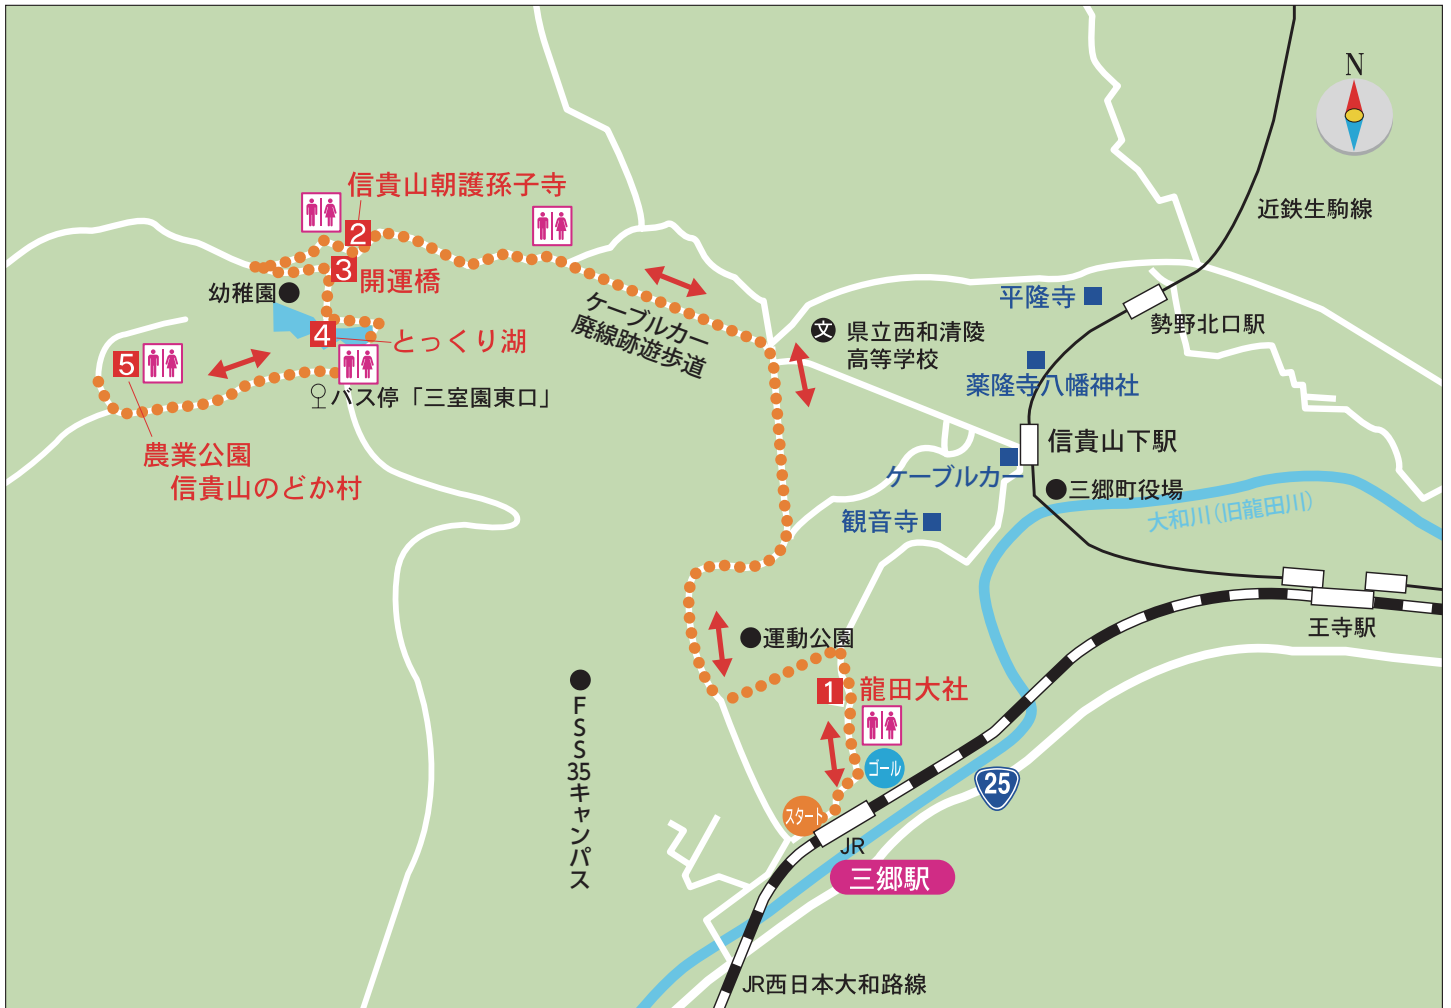 N
近鉄生駒線
信貴山朝護孫子寺
2
3
開運橋
幼稚園
4
とっくり湖
5
バス停「三室園東口」
農業公園
信貴山のどか村
ケーブルカー
廃線跡遊歩道
文
県立西和清陵
高等学校
平隆寺
勢野北口駅
薬隆寺八幡神社
信貴山下駅
ケーブルカー
三郷町役場
観音寺
大和川（旧龍田川）
王寺駅
運動公園
1
龍田大社
FSS35キャンパス
ゴール
スタート
25
JR
三郷駅
JR西日本大和路線